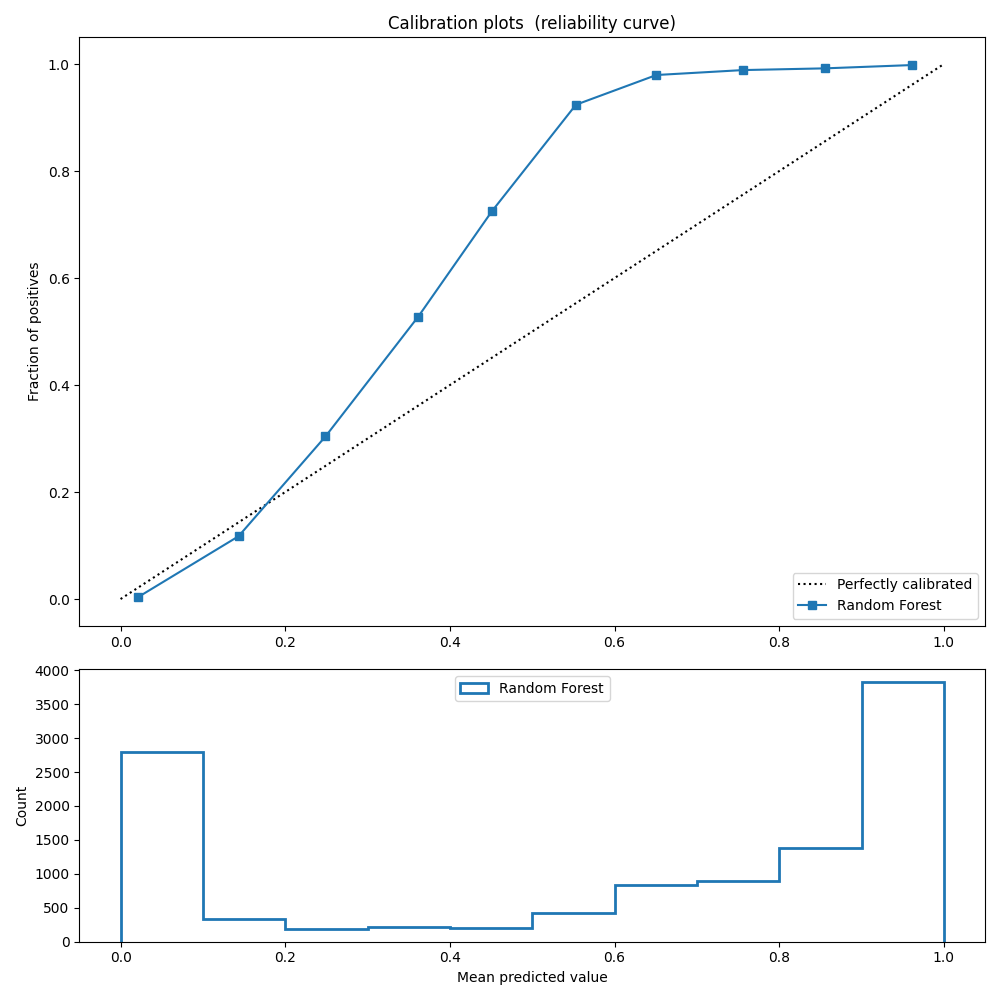 Calibration plots  (reliability curve)
1.0
0.8
0.6
0.4
0.2
0.0
Fraction of positives
Perfectly calibrated
Random Forest
0.0 0.2 0.4 0.6 0.8 1.0
4000
3500
3000
2500
2000
1500
1000
500
0
Count
Random Forest
0.0 0.2 0.4 0.6 0.8 1.0
Mean predicted value